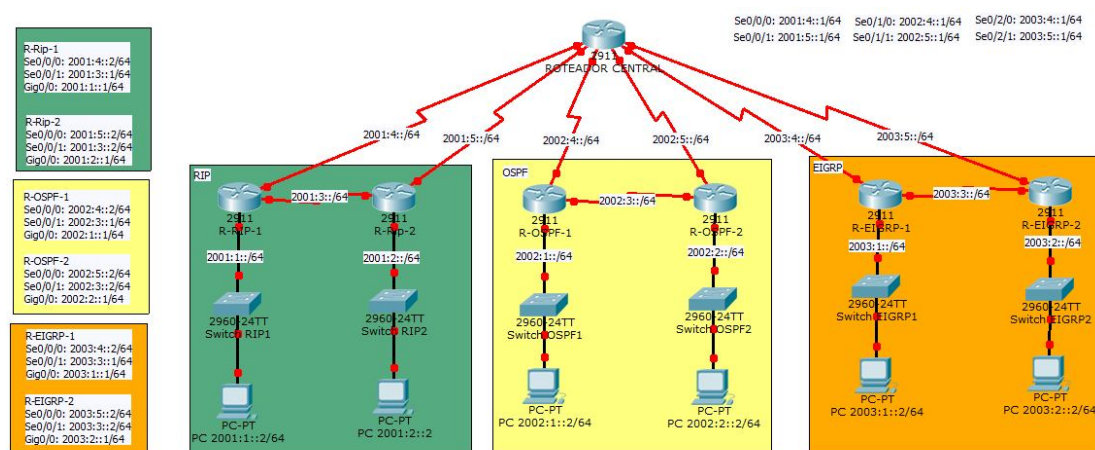 R-Rip-1
Se0/0/0: 2001:4::2/64
Se0/0/1: 2001:3::1/64
Gig0/0: 2001:1::1/64
R-Rip-2
Se0/0/0: 2001:5::2/64
Se0/0/1: 2001:3::2/64
Gig0/0: 2001:2::1/64
R-OSPF-1
Se0/0/0: 2002:4::2/64
Se0/0/1: 2002:3::1/64
Gig0/0: 2002:1::1/64
R-OSPF-2
Se0/0/0: 2002:5::2/64
Se0/0/1: 2002:3::2/64
Gig0/0: 2002:2::1/64
R-EIGRP-1
Se0/0/0: 2003:4::2/64
Se0/0/1: 2003:3::1/64
Gig0/0: 2003:1::1/64
R-EIGRP-2
Se0/0/0: 2003:5::2/64
Se0/0/1: 2003:3::2/64
Gig0/0: 2003:2::1/64
2911
ROTEADOR CENTRAL
Se0/0/0: 2001:4::1/64 Se0/1/0: 2002:4::1/64 Se0/2/0: 2003:4::1/64
Se0/0/1: 2001:5::1/64 Se0/1/1: 2002:5::1/64 Se0/2/1: 2003:5::1/64
2001:4::/64 2001:5::/64 2002:4::/64 2002:5::/64 2003:4::/64 2003:5::/64
RIP
2001:3::/64
2911
R-RIP-1
2911
R-Rip-2
2001:1::/64 2001:2::/64
2960-24TT
Switch RIP1
2960-24TT
Switch RIP2
PC-PT
PC 2001:1::2/64
PC-PT
PC 2001:2::2
OSPF
2002:3::/64
2911
R-OSPF-1
2911
R-OSPF-2
2002:1::/64 2002:2::/64
2960-24TT
Switch OSPF1
2960-24TT
Switch OSPF2
PC-PT
PC 2002:1::2/64
PC-PT
PC 2002:2::2/64
EIGRP
2003:3::/64
2911
R-EIGRP-1
2911
R-EIGRP-2
2003:1::/64 2003:2::/64
2960-24TT
Switch EIGRP1
2960-24TT
Switch EIGRP2
PC-PT
PC 2003:1::2/64
PC-PT
PC 2003:2::2/64